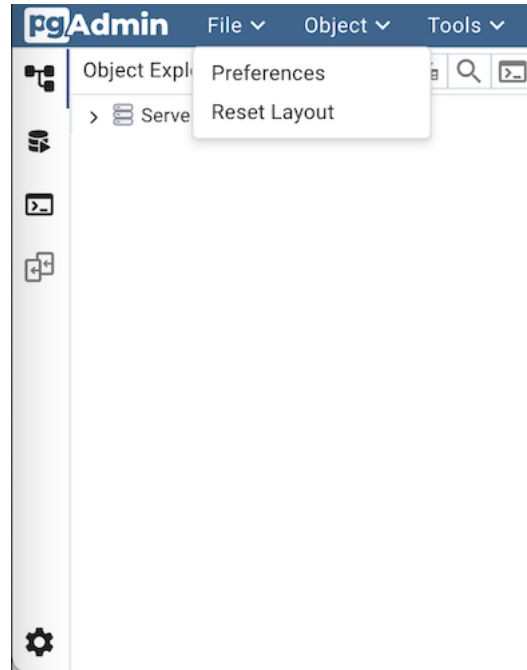 pgAdmin File Object Tools
Object Expl
Preferences
Serve
Reset Layout